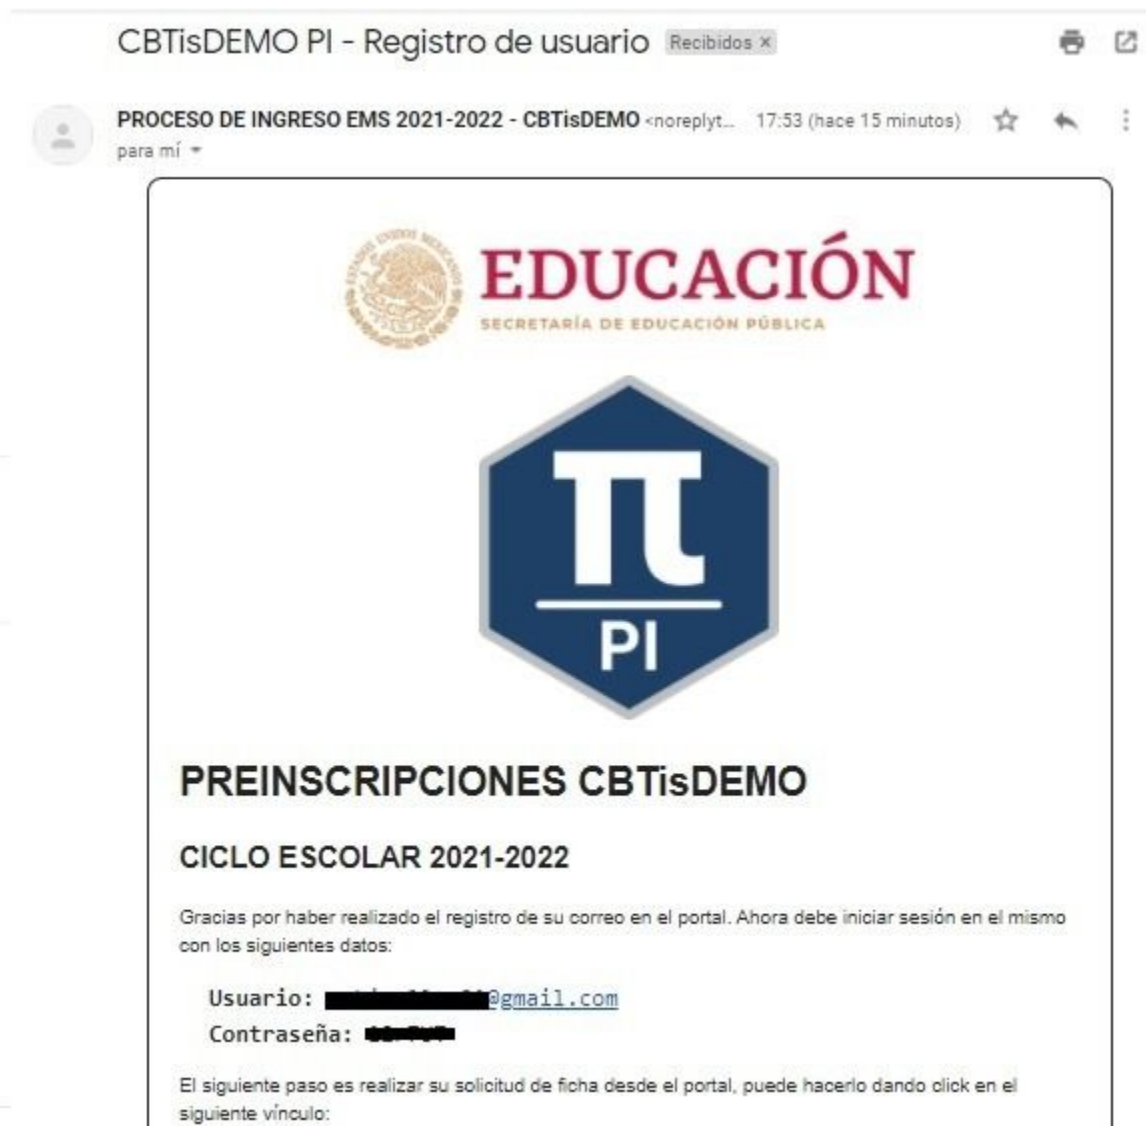 CBTisDEMO PI - Registro de usuario Recibidos x
PROCESO DE INGRESO EMS 2021-2022 - CBTisDEMO <noreplyt... 17:53 (hace 15 minutos)
para mí
ESTADOS UNIDOS MEXICANOS
EDUCACIÓN
SECRETARÍA DE EDUCACIÓN PÚBLICA
π
PI
PREINSCRIPCIONES CBTisDEMO
CICLO ESCOLAR 2021-2022
Gracias por haber realizado el registro de su correo en el portal. Ahora debe iniciar sesión en el mismo
con los siguientes datos:
Usuario: @gmail.com
Contraseña:
El siguiente paso es realizar su solicitud de ficha desde el portal, puede hacerlo dando click en el
siguiente vínculo: